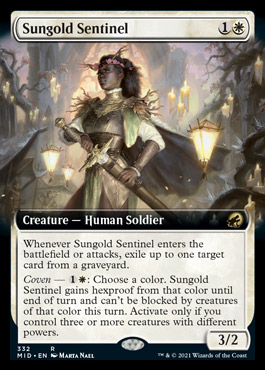 Sungold Sentinel 1
Creature — Human Soldier
Whenever Sungold Sentinel enters the
battlefield or attacks, exile up to one target
card from a graveyard.
Coven — 1 : Choose a color. Sungold
Sentinel gains hexproof from that color until
end of turn and can't be blocked by creatures
of that color this turn. Activate only if you
control three or more creatures with different
powers.
3/2
332 R
MID • EN MARTA NAEL ™ & © 2021 Wizards of the Coast